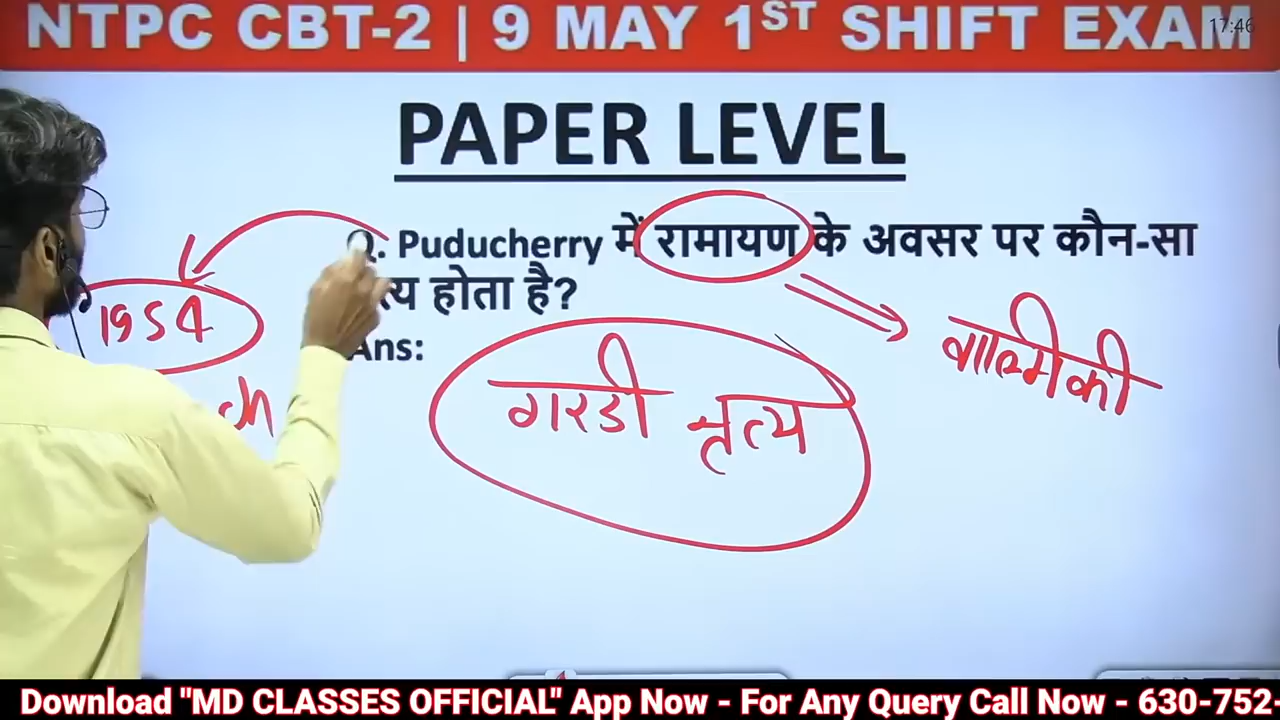 NTPC CBT-2 | 9 MAY 1ST SHIFT EXAM
17:46
PAPER LEVEL
Q. Puducherry में रामायण के अवसर पर कौन-सा
होता है?
Ans:
1954
गरडी नृत्य
वाल्मिकी
Download "MD CLASSES OFFICIAL" App Now - For Any Query Call Now - 630-752-